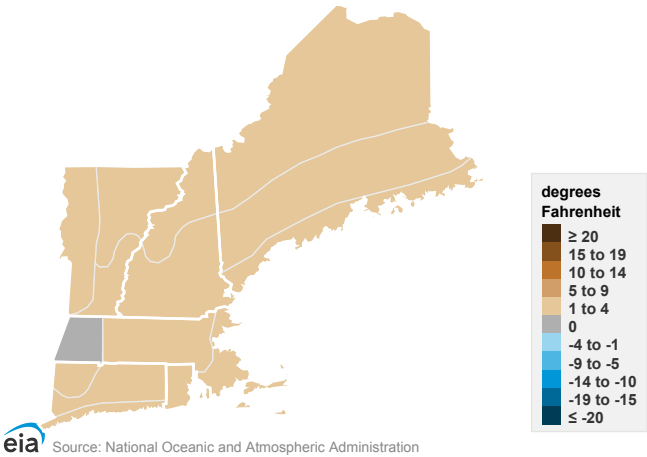 degrees
Fahrenheit
≥ 20
15 to 19
10 to 14
5 to 9
1 to 4
0
-4 to -1
-9 to -5
-14 to -10
-19 to -15
≤ -20
eia
Source: National Oceanic and Atmospheric Administration